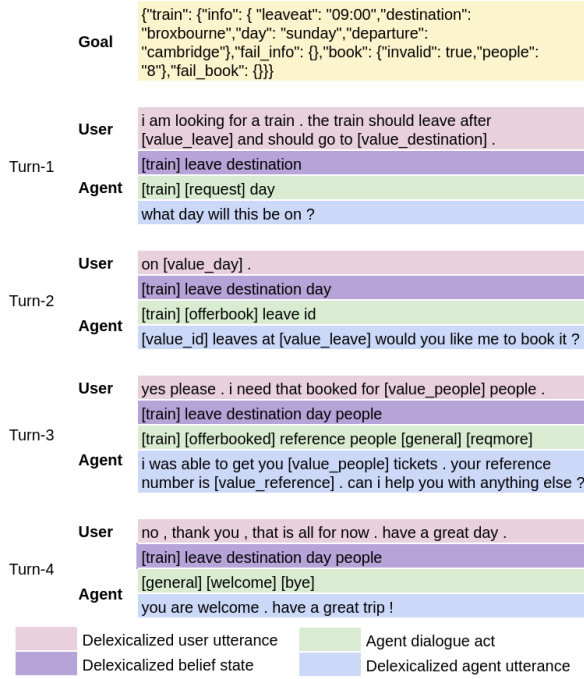 Goal
{"train": {"info": { "leaveat": "09:00","destination":
"broxbourne","day": "sunday","departure":
"cambridge"},"fail_info": {},"book": {"invalid": true,"people":
"8"},"fail_book": {}}}
Turn-1
User
i am looking for a train . the train should leave after
[value_leave] and should go to [value_destination] .
[train] leave destination
Agent
[train] [request] day
what day will this be on ?
Turn-2
User
on [value_day] .
[train] leave destination day
Agent
[train] [offerbook] leave id
[value_id] leaves at [value_leave] would you like me to book it ?
Turn-3
User
yes please . i need that booked for [value_people] people .
[train] leave destination day people
Agent
[train] [offerbooked] reference people [general] [reqmore]
i was able to get you [value_people] tickets . your reference
number is [value_reference] . can i help you with anything else ?
Turn-4
User
no , thank you , that is all for now . have a great day .
[train] leave destination day people
Agent
[general] [welcome] [bye]
you are welcome . have a great trip !
Delexicalized user utterance
Agent dialogue act
Delexicalized belief state
Delexicalized agent utterance